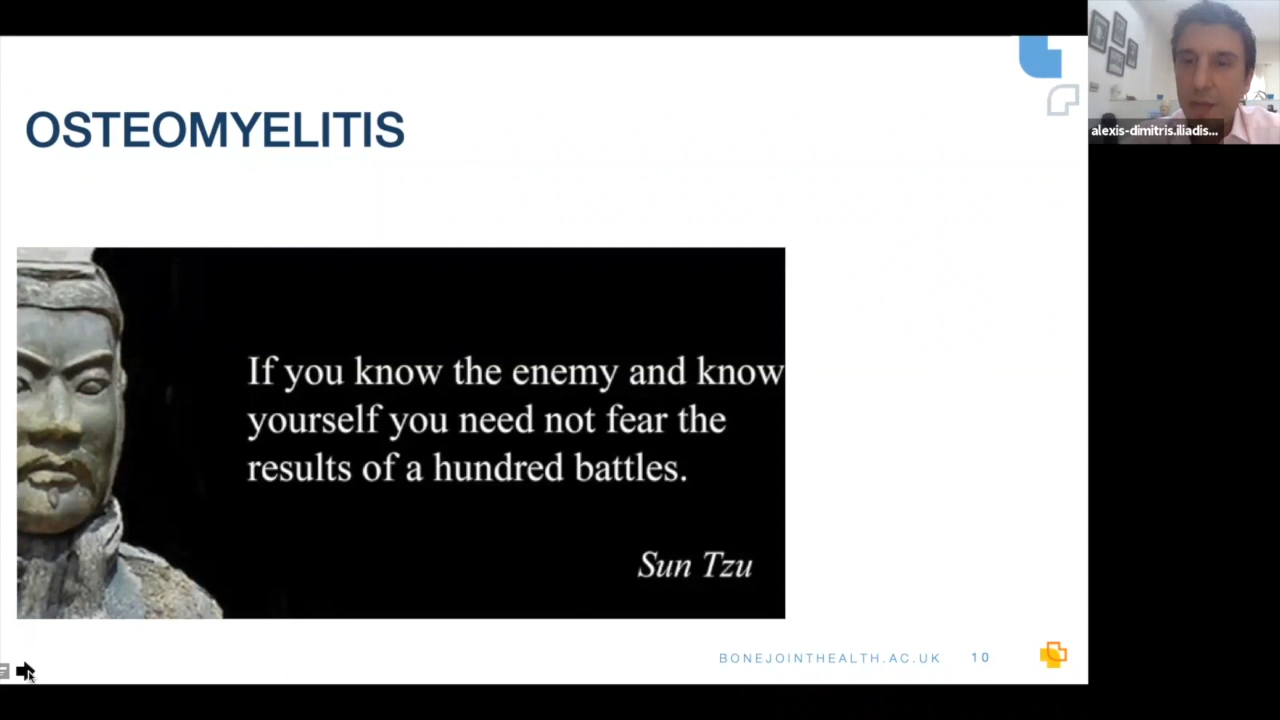 OSTEOMYELITIS
alexis-dimitris.iliadis...
If you know the enemy and know
yourself you need not fear the
results of a hundred battles.
Sun Tzu
BONEJOINTHEALTH.AC.UK 10